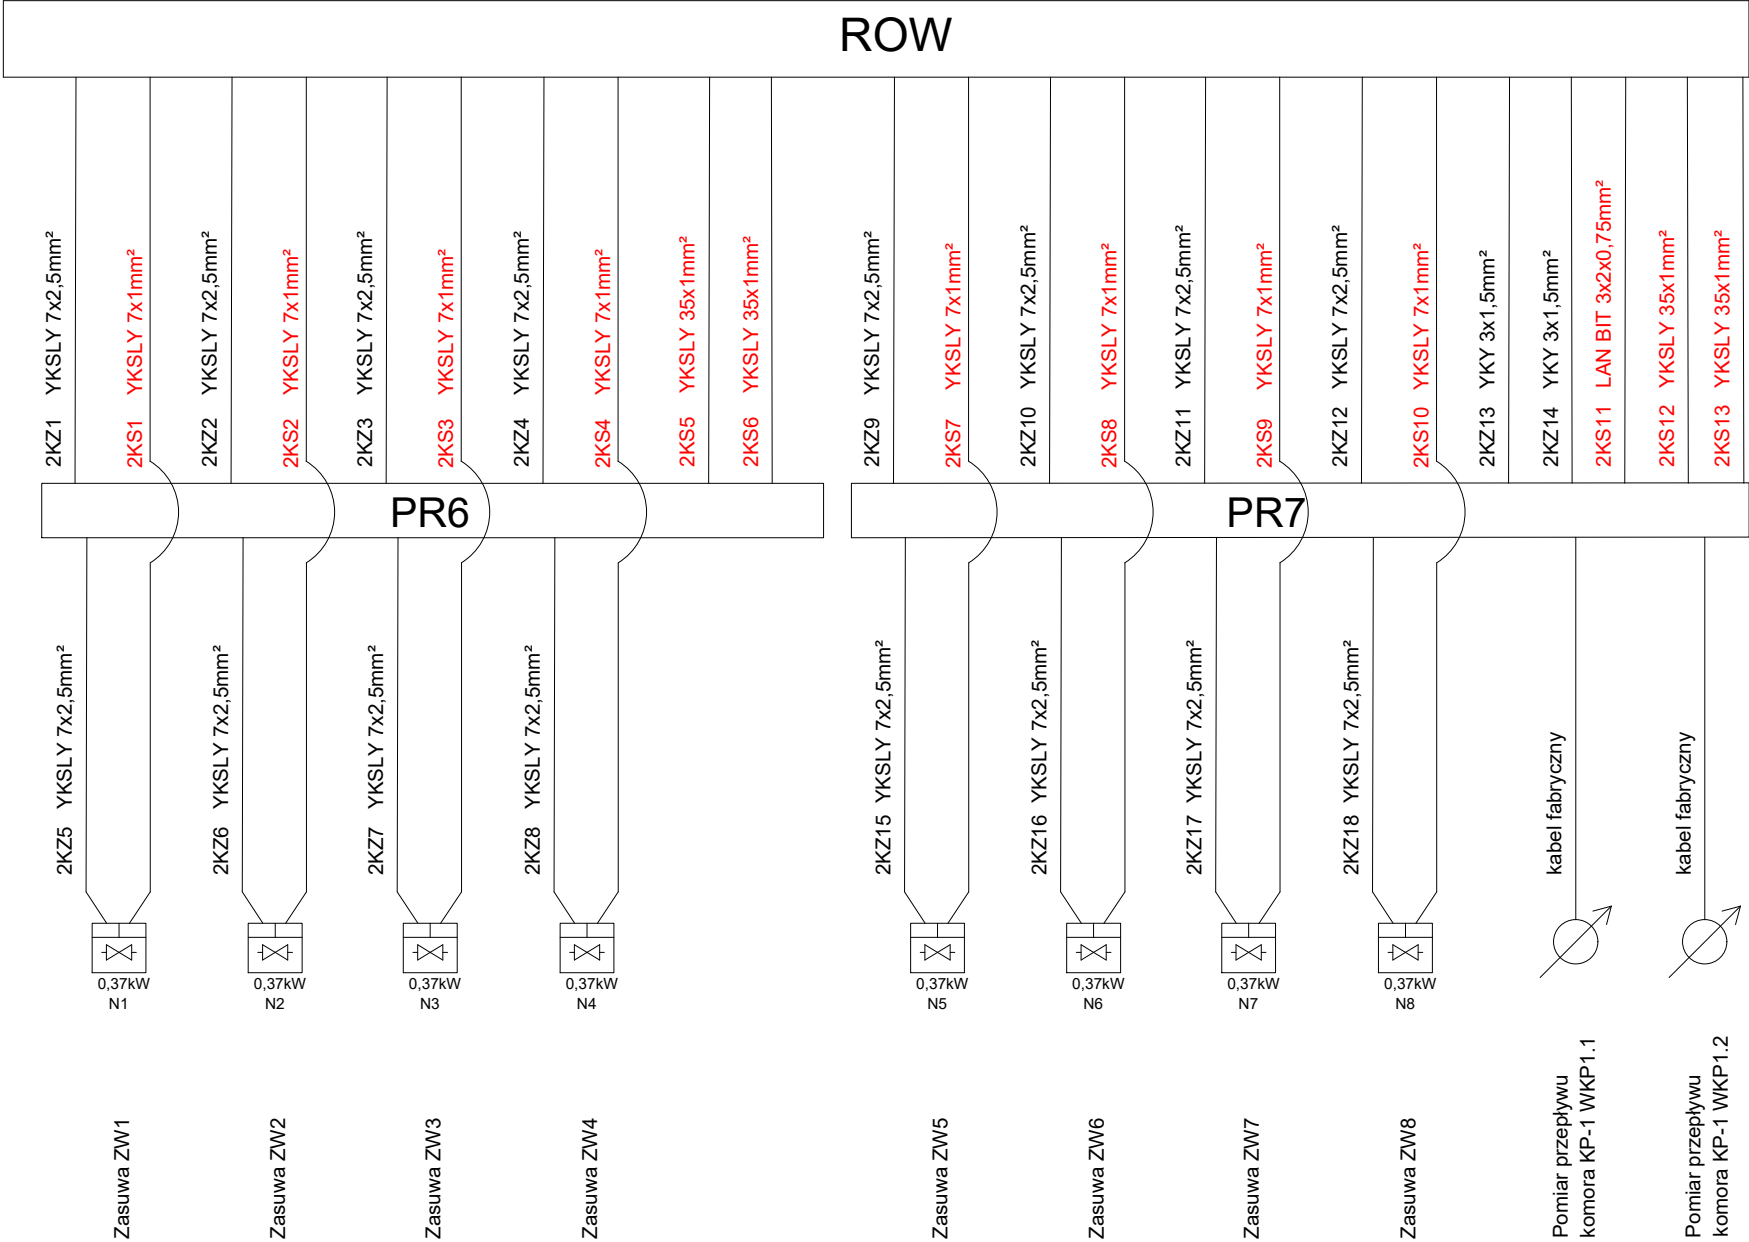 ROW
2KZ1 YKSLY 7x2,5mm²
2KS1 YKSLY 7x1mm²
2KZ2 YKSLY 7x2,5mm²
2KS2 YKSLY 7x1mm²
2KZ3 YKSLY 7x2,5mm²
2KS3 YKSLY 7x1mm²
2KZ4 YKSLY 7x2,5mm²
2KS4 YKSLY 7x1mm²
2KS5 YKSLY 35x1mm²
2KS6 YKSLY 35x1mm²
2KZ9 YKSLY 7x2,5mm²
2KS7 YKSLY 7x1mm²
2KZ10 YKSLY 7x2,5mm²
2KS8 YKSLY 7x1mm²
2KZ11 YKSLY 7x2,5mm²
2KS9 YKSLY 7x1mm²
2KZ12 YKSLY 7x2,5mm²
2KS10 YKSLY 7x1mm²
2KZ13 YKY 3x1,5mm²
2KZ14 YKY 3x1,5mm²
2KS11 LAN BIT 3x2x0,75mm²
2KS12 YKSLY 35x1mm²
2KS13 YKSLY 35x1mm²
PR6
PR7
2KZ5 YKSLY 7x2,5mm²
2KZ6 YKSLY 7x2,5mm²
2KZ7 YKSLY 7x2,5mm²
2KZ8 YKSLY 7x2,5mm²
2KZ15 YKSLY 7x2,5mm²
2KZ16 YKSLY 7x2,5mm²
2KZ17 YKSLY 7x2,5mm²
2KZ18 YKSLY 7x2,5mm²
kabel fabryczny
kabel fabryczny
0,37kW
N1
0,37kW
N2
0,37kW
N3
0,37kW
N4
0,37kW
N5
0,37kW
N6
0,37kW
N7
0,37kW
N8
Zasuwa ZW1
Zasuwa ZW2
Zasuwa ZW3
Zasuwa ZW4
Zasuwa ZW5
Zasuwa ZW6
Zasuwa ZW7
Zasuwa ZW8
Pomiar przepływu
komora KP-1 WKP1.1
Pomiar przepływu
komora KP-1 WKP1.2